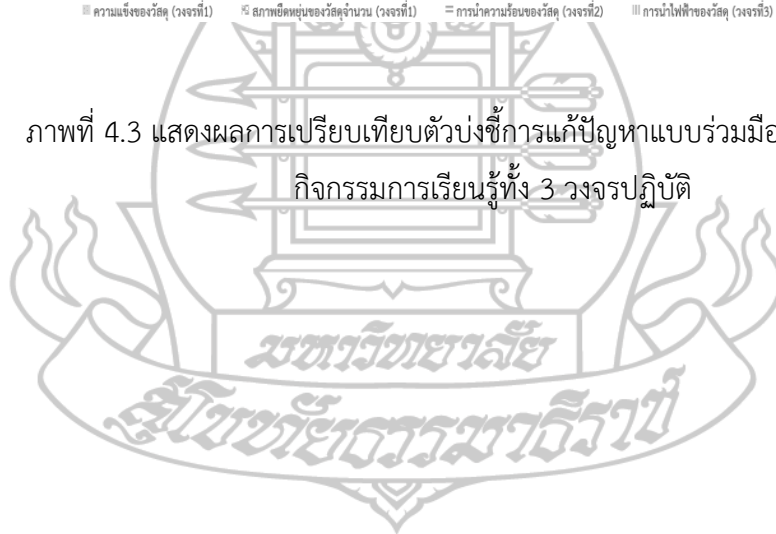 ความแข็งของวัสดุ (วงจรที่1) สภาพยืดหยุ่นของวัสดุจำนวน (วงจรที่1) การนำความร้อนของวัสดุ (วงจรที่2) การนำไฟฟ้าของวัสดุ (วงจรที่3)
ภาพที่ 4.3 แสดงผลการเปรียบเทียบตัวบ่งชี้การแก้ปัญหาแบบร่วมมือ
กิจกรรมการเรียนรู้ทั้ง 3 วงจรปฏิบัติ
มหาวิทยาลัย
สุโขทัยธรรมาธิราช